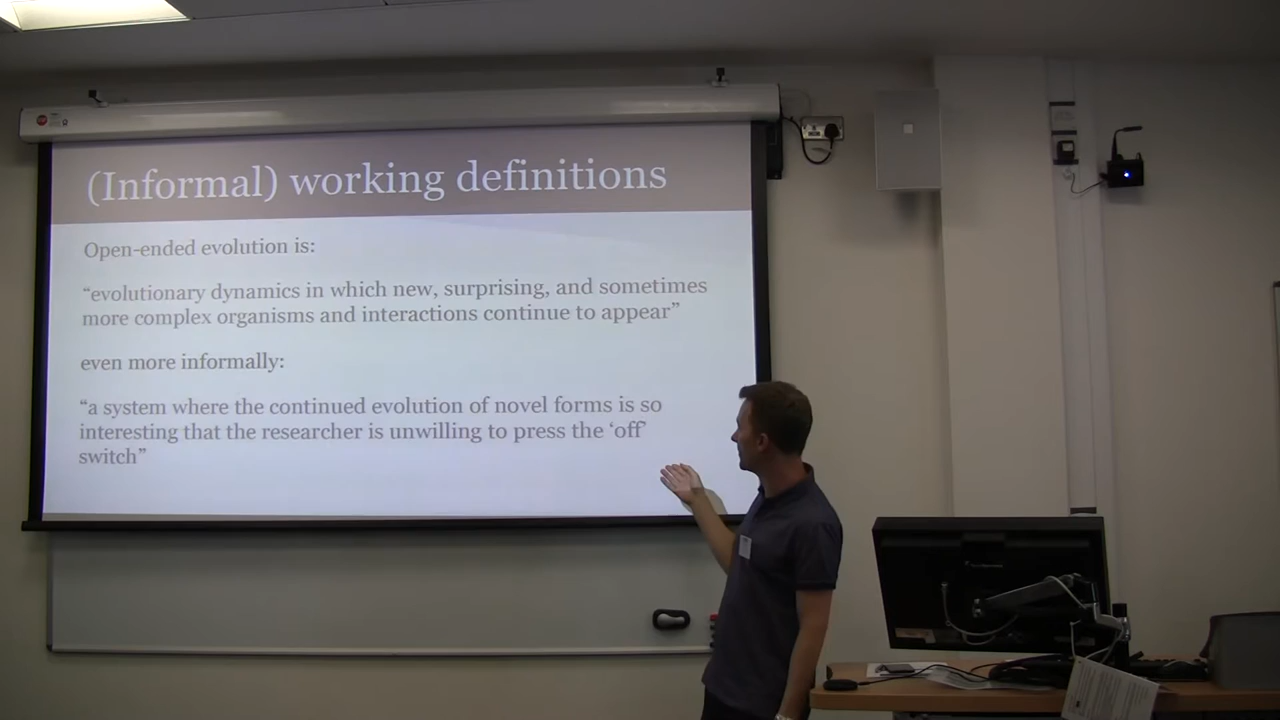 (Informal) working definitions
Open-ended evolution is:
“evolutionary dynamics in which new, surprising, and sometimes
more complex organisms and interactions continue to appear”
even more informally:
“a system where the continued evolution of novel forms is so
interesting that the researcher is unwilling to press the ‘off’
switch”